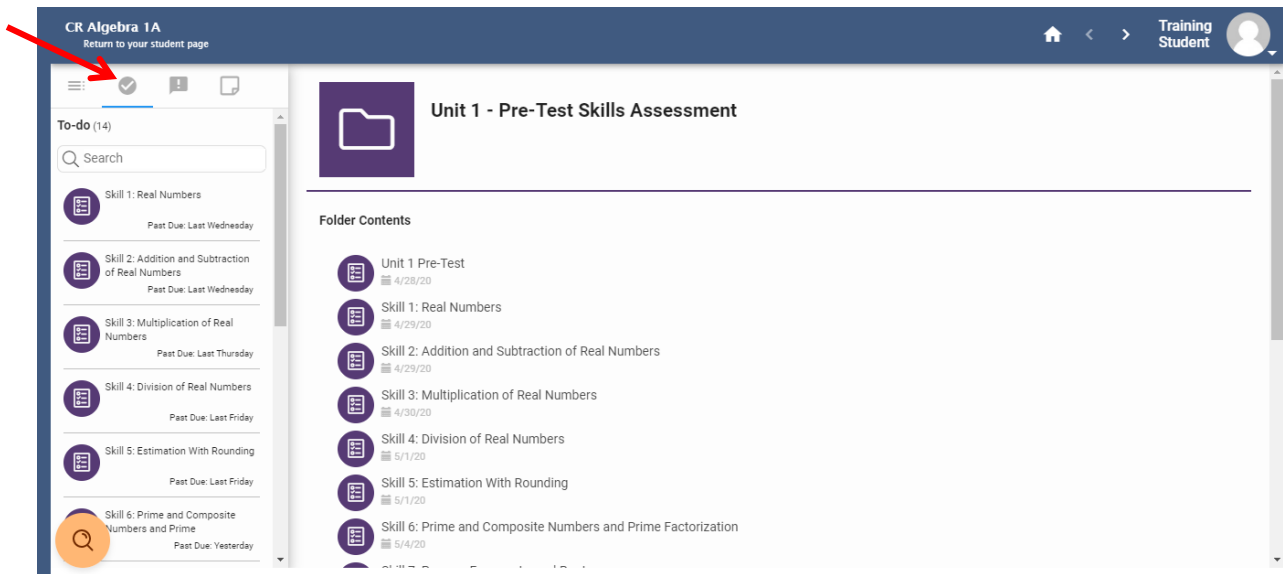 CR Algebra 1A
Return to your student page
Training
Student
To-do (14)
Search
Skill 1: Real Numbers
Past Due: Last Wednesday
Skill 2: Addition and Subtraction
of Real Numbers
Past Due: Last Wednesday
Skill 3: Multiplication of Real
Numbers
Past Due: Last Thursday
Skill 4: Division of Real Numbers
Past Due: Last Friday
Skill 5: Estimation With Rounding
Past Due: Last Friday
Skill 6: Prime and Composite
Numbers and Prime
Past Due: Yesterday
Unit 1 - Pre-Test Skills Assessment
Folder Contents
Unit 1 Pre-Test
4/28/20
Skill 1: Real Numbers
4/29/20
Skill 2: Addition and Subtraction of Real Numbers
4/29/20
Skill 3: Multiplication of Real Numbers
4/30/20
Skill 4: Division of Real Numbers
5/1/20
Skill 5: Estimation With Rounding
5/1/20
Skill 6: Prime and Composite Numbers and Prime Factorization
5/4/20